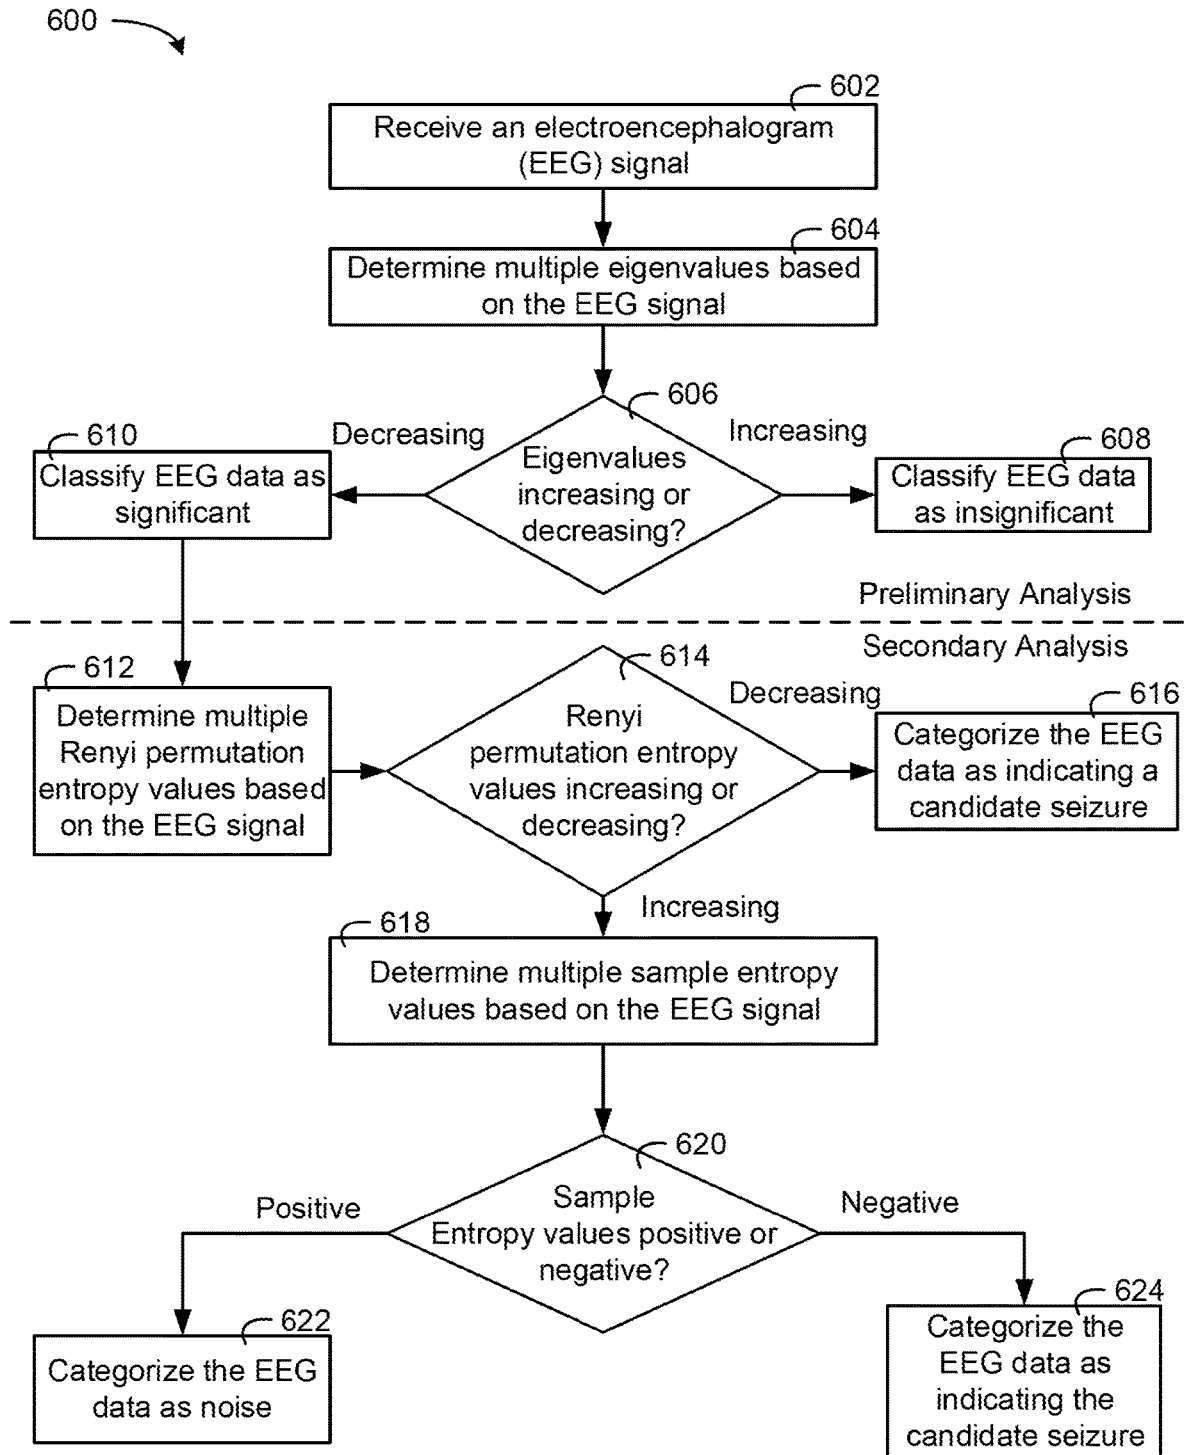 600
602
Receive an electroencephalogram
(EEG) signal
604
Determine multiple eigenvalues based
on the EEG signal
606
Decreasing
Increasing
610
608
Classify EEG data as
significant
Eigenvalues
increasing or
decreasing?
Classify EEG data
as insignificant
Preliminary Analysis
Secondary Analysis
612
614
Decreasing
616
Determine multiple
Renyi permutation
entropy values based
on the EEG signal
Renyi
permutation entropy
values increasing or
decreasing?
Categorize the EEG
data as indicating a
candidate seizure
Increasing
618
Determine multiple sample entropy
values based on the EEG signal
620
Positive
Negative
Sample
Entropy values positive or
negative?
622
624
Categorize the EEG
data as noise
Categorize the
EEG data as
indicating the
candidate seizure